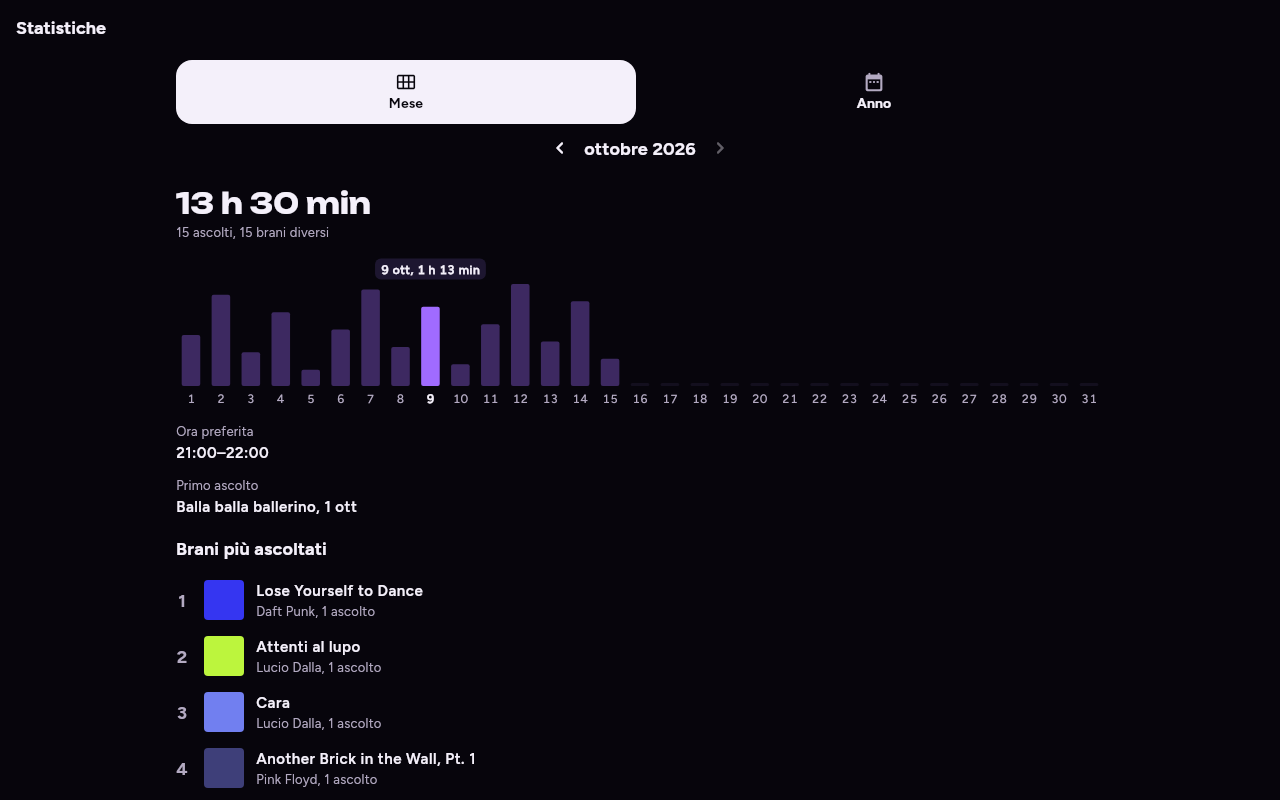 Statistiche
Mese
Anno
ottobre 2026
13 h 30 min
15 ascolti, 15 brani diversi
9 ott, 1 h 13 min
1 2 3 4 5 6 7 8 9 10 11 12 13 14 15 16 17 18 19 20 21 22 23 24 25 26 27 28 29 30 31
Ora preferita
21:00–22:00
Primo ascolto
Balla balla ballerino, 1 ott
Brani più ascoltati
1
Lose Yourself to Dance
Daft Punk, 1 ascolto
2
Attenti al lupo
Lucio Dalla, 1 ascolto
3
Cara
Lucio Dalla, 1 ascolto
4
Another Brick in the Wall, Pt. 1
Pink Floyd, 1 ascolto